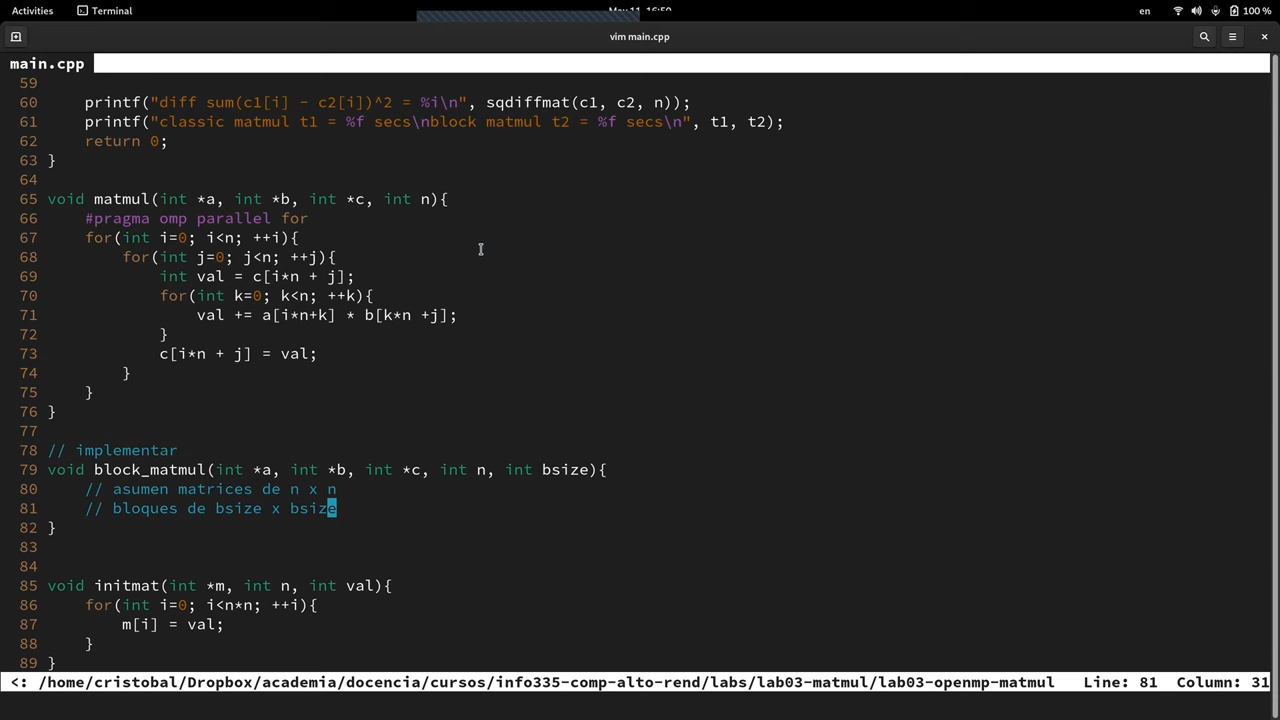 Activities
Terminal
en
100 %
vim main.cpp
main.cpp
59
60 printf("diff sum(c1[i] - c2[i])^2 = %i\n", sqdiffmat(c1, c2, n));
61 printf("classic matmul t1 = %f secs\nblock matmul t2 = %f secs\n", t1, t2);
62 return 0;
63 }
64
65 void matmul(int *a, int *b, int *c, int n){
66 #pragma omp parallel for
67 for(int i=0; i<n; ++i){
68 for(int j=0; j<n; ++j){
69 int val = c[i*n + j];
70 for(int k=0; k<n; ++k){
71 val += a[i*n+k] * b[k*n +j];
72 }
73 c[i*n + j] = val;
74 }
75 }
76 }
77
78 // implementar
79 void block_matmul(int *a, int *b, int *c, int n, int bsize){
80 // asumen matrices de n x n
81 // bloques de bsize x bsize
82 }
83
84
85 void initmat(int *m, int n, int val){
86 for(int i=0; i<n*n; ++i){
87 m[i] = val;
88 }
89 }
<: /home/cristobal/Dropbox/academia/docencia/cursos/info335-comp-alto-rend/labs/lab03-matmul/lab03-openmp-matmul Line: 81 Column: 31